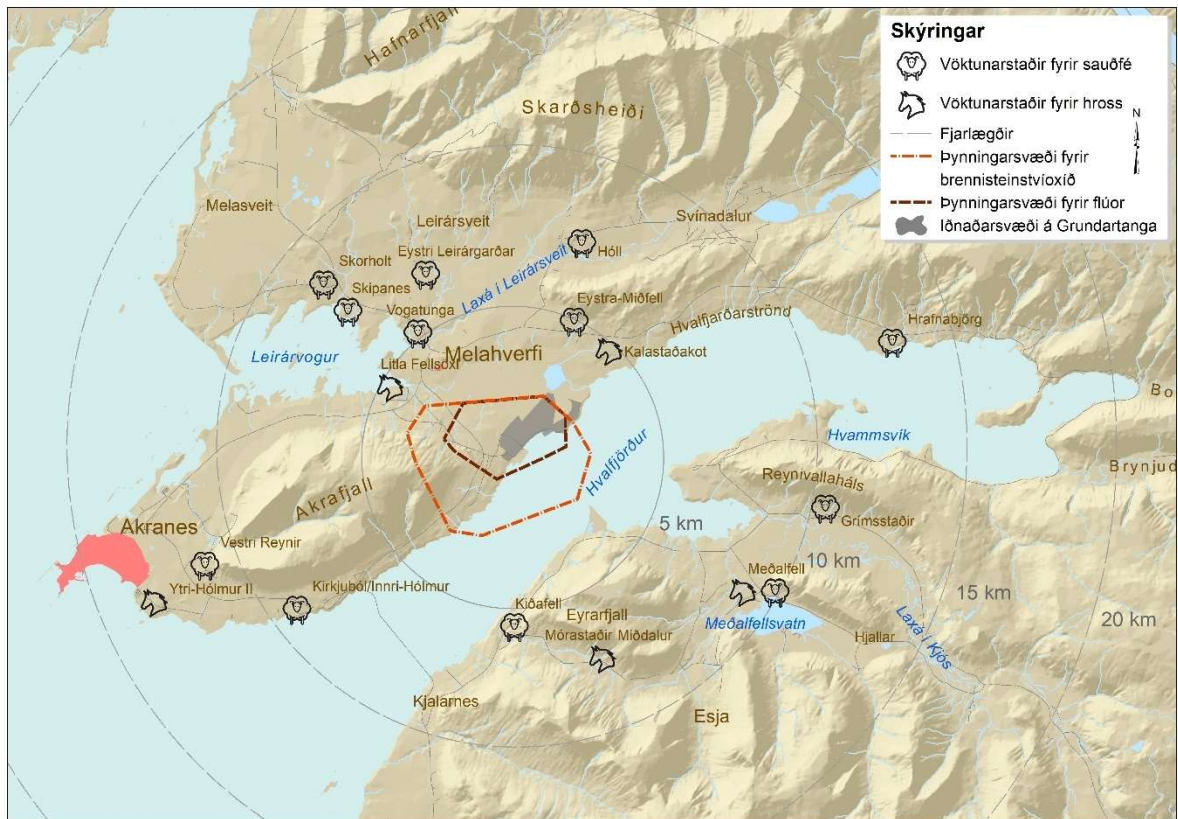 Hafnarfjall
Skarðsheiði
Skýringar
Vöktunarstaðir fyrir sauðfé
Vöktunarstaðir fyrir hross
N
Fjarlægðir
Þynningarsvæði fyrir
brennisteinstvíoxíð
Þynningarsvæði fyrir flúor
Iðnaðarsvæði á Grundartanga
Melasveit
Leirársveit
Svínadalur
Skorholt
Eystri Leirárgarðar
Hóll
Laxá í Leirársveit
Skipanes
Vogatunga
Eystra-Miðfell
Hvalfjarðarströnd
Hrafnabjörg
Leirárvogur
Melahverfi
Kalastaðakot
Litla Fellsöxl
Bo
Hvammsvík
Hvalfjörður
Brynjud
Akrafjall
Reynivallaháls
Grímsstaðir
5 km
Akranes
Vestri Reynir
10 km
Ytri-Hólmur II
Kirkjuból/Innri-Hólmur
Meðalfell
15 km
Kiðafell
Eyrarfjall
Meðalfellsvatn
20 km
Mórastaðir Miðdalur
Hjallar
Laxá í Kjós
Kjalarnes
Esja